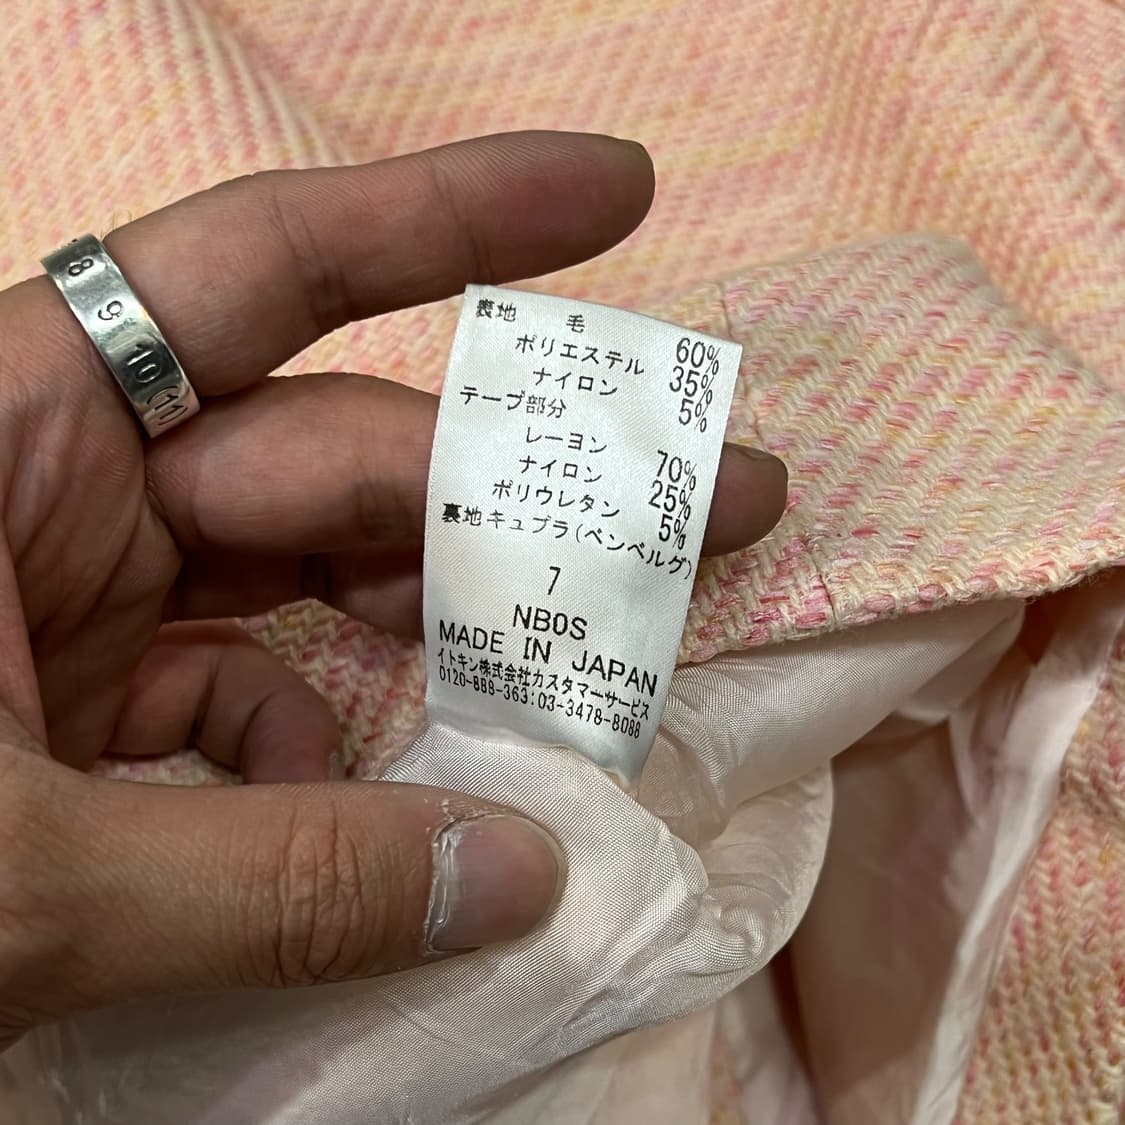 8
9
10
(11)
表地 毛 60%
ポリエステル 35%
ナイロン 5%
テープ部分
レーヨン 70%
ナイロン 25%
ポリウレタン 5%
裏地 キュプラ(ベンベルグ)
7
NB0S
MADE IN JAPAN
イトキン株式会社カスタマーサービス
0120-888-363:03-3478-8088